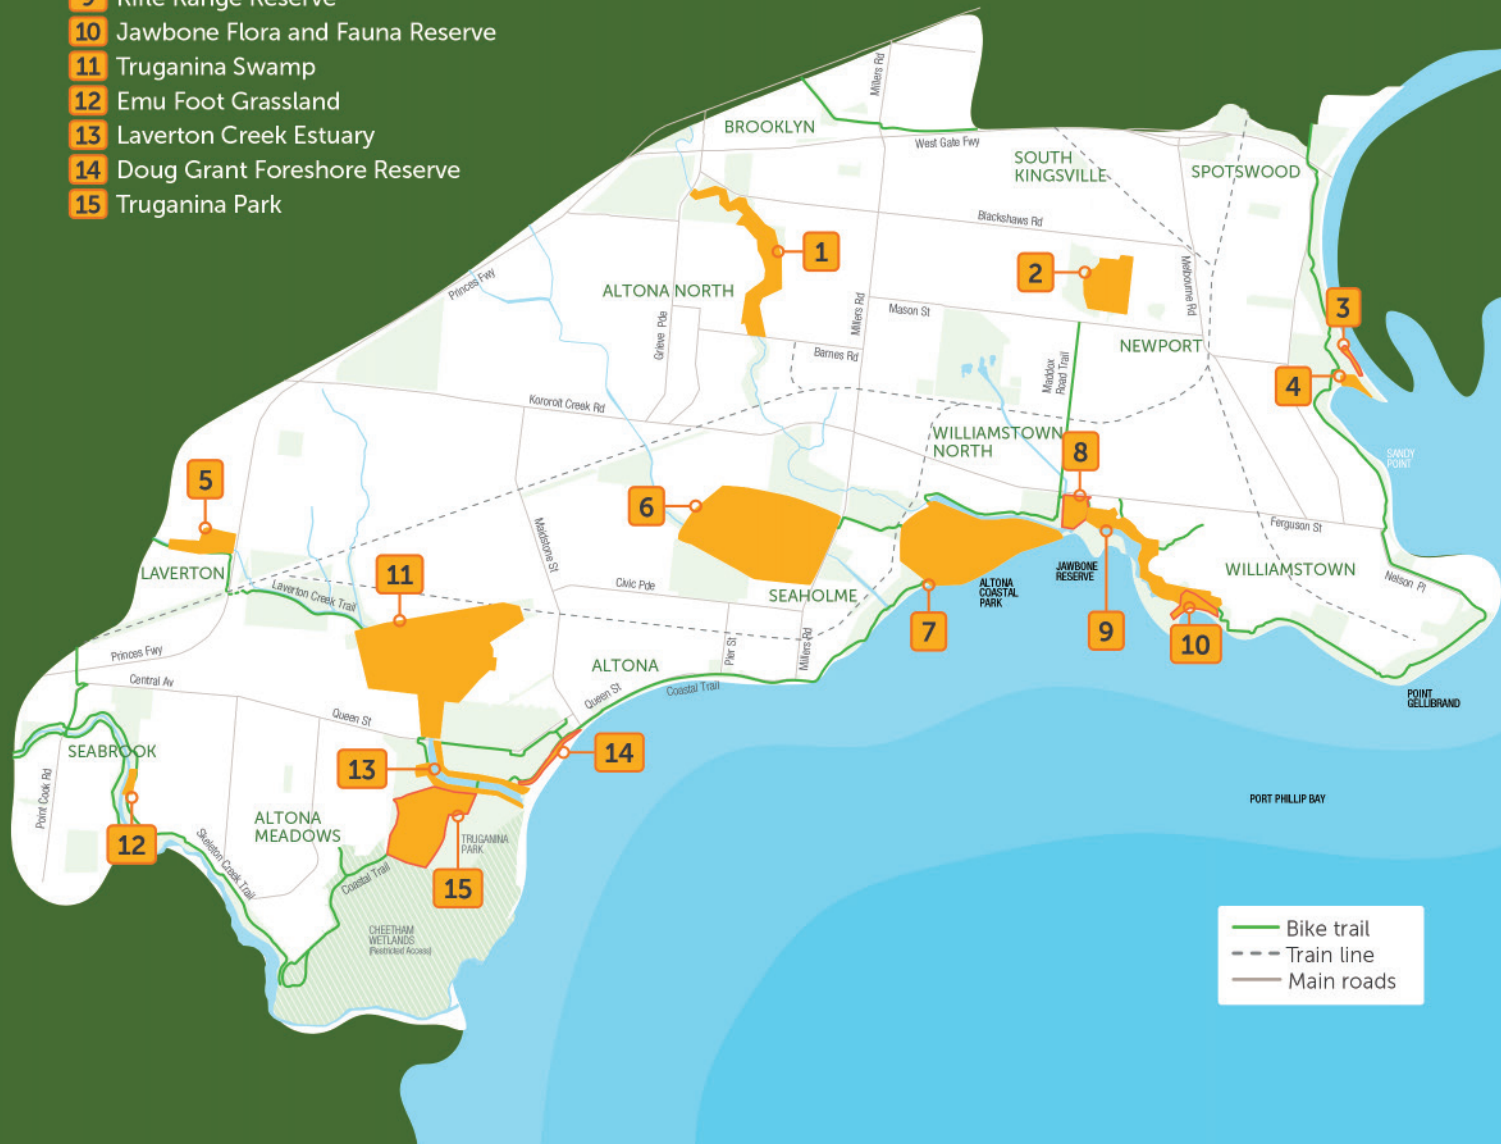 9 Rifle Range Reserve
10 Jawbone Flora and Fauna Reserve
11 Truganina Swamp
12 Emu Foot Grassland
13 Laverton Creek Estuary
14 Doug Grant Foreshore Reserve
15 Truganina Park
BROOKLYN
Millers Rd
West Gate Fwy
SOUTH
KINGSVILLE
SPOTSWOOD
Blackshaws Rd
1
2
Princes Fwy
ALTONA NORTH
Melbourne Rd
3
Grieve Pde
Millers Rd
Mason St
NEWPORT
Barnes Rd
Maddox
Road Trail
4
Kororoit Creek Rd
WILLIAMSTOWN
NORTH
8
SANDY
POINT
5
6
Maidstone St
Ferguson St
LAVERTON
11
Laverton Creek Trail
Civic Pde
SEAHOLME
ALTONA
COASTAL
PARK
JAWBONE
RESERVE
WILLIAMSTOWN
Nelson Pl
7
9
10
Princes Fwy
Central Av
ALTONA
Pier St
Millers Rd
Queen St
Coastal Trail
POINT
GELLIBRAND
Queen St
SEABROOK
13
14
Point Cook Rd
PORT PHILLIP BAY
ALTONA
MEADOWS
12
Skeleton Creek Trail
TRUGANINA
PARK
Coastal Trail
15
CHEETHAM
WETLANDS
(Restricted Access)
Bike trail
Train line
Main roads